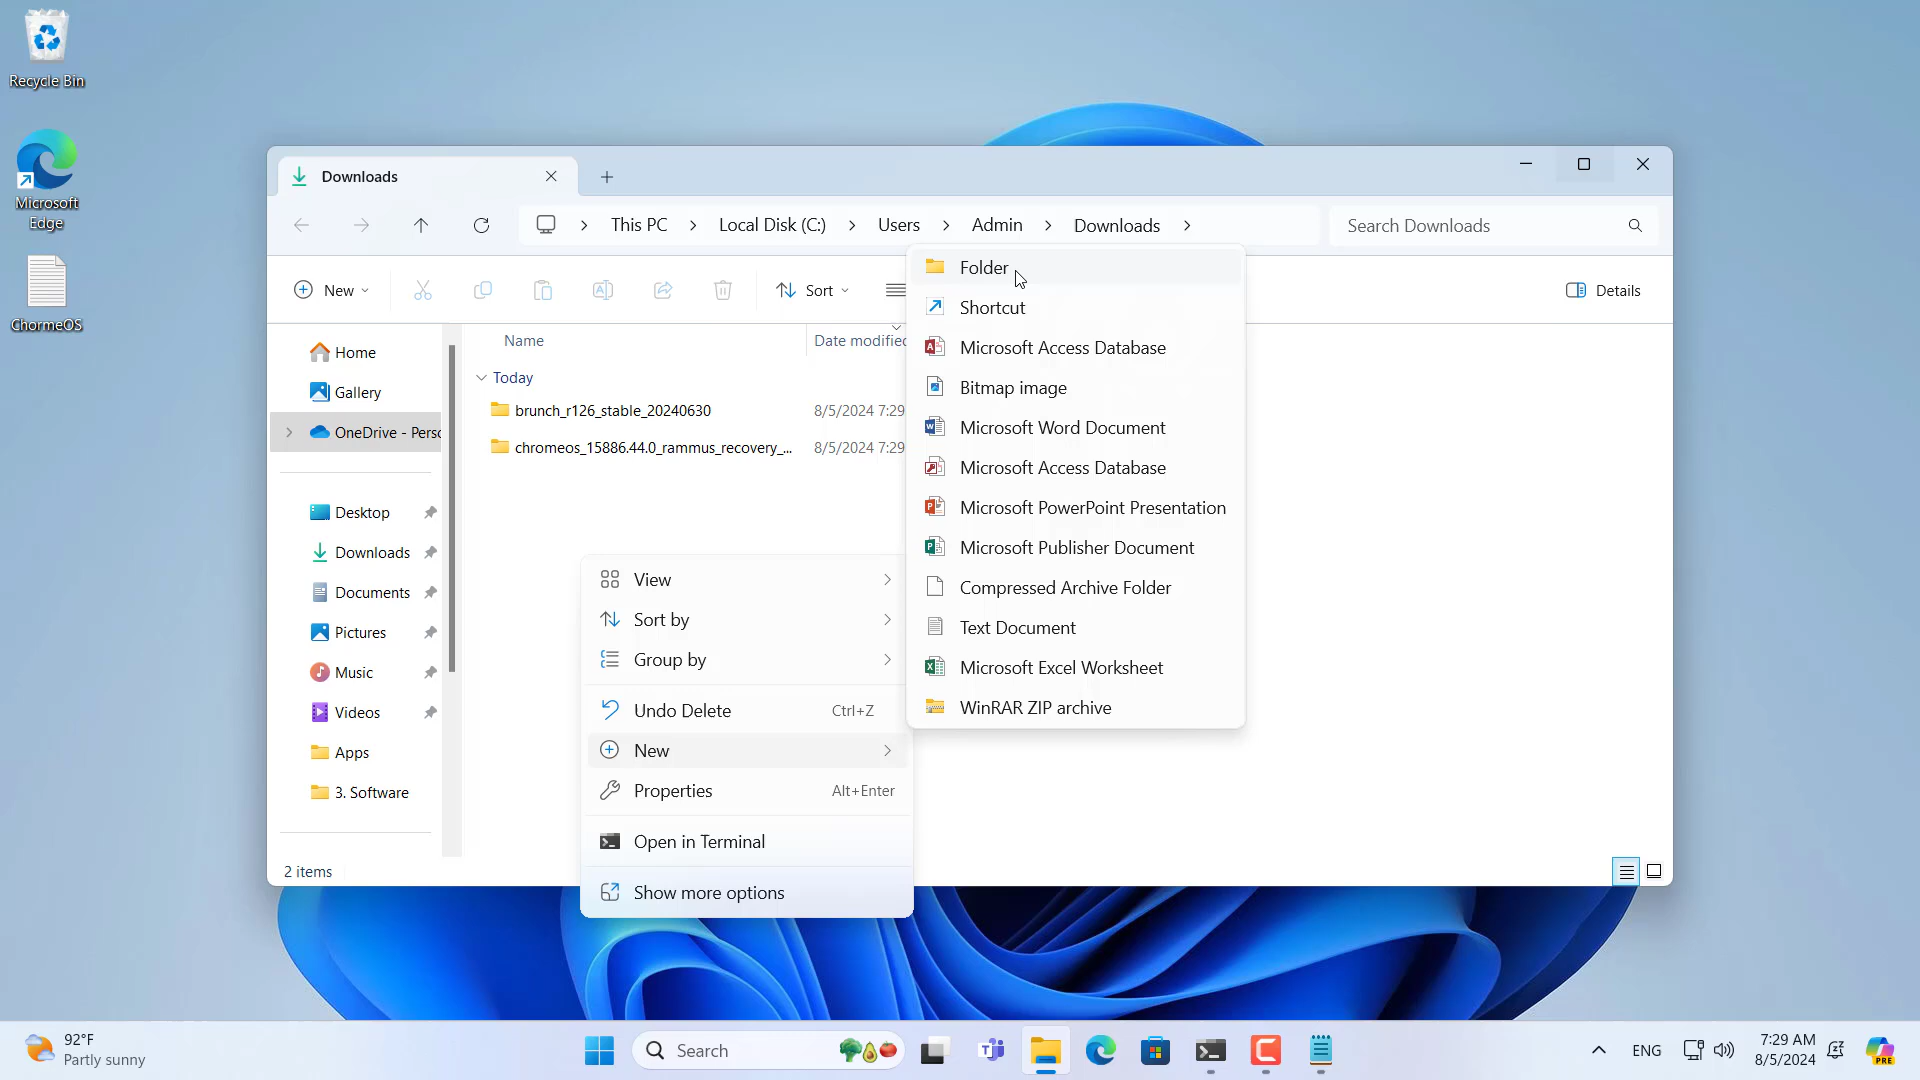 Recycle Bin
Microsoft
Edge
ChormeOS
Downloads
This PC
Local Disk (C:)
Users
Admin
Downloads
Search Downloads
New
Sort
Details
Home
Gallery
OneDrive - Perso
Desktop
Downloads
Documents
Pictures
Music
Videos
Apps
3. Software
2 items
Name
Date modified
Today
brunch_r126_stable_20240630
8/5/2024 7:29
chromeos_15886.44.0_rammus_recovery_...
8/5/2024 7:29
View
Sort by
Group by
Undo Delete
Ctrl+Z
New
Properties
Alt+Enter
Open in Terminal
Show more options
Folder
Shortcut
Microsoft Access Database
Bitmap image
Microsoft Word Document
Microsoft Access Database
Microsoft PowerPoint Presentation
Microsoft Publisher Document
Compressed Archive Folder
Text Document
Microsoft Excel Worksheet
WinRAR ZIP archive
92°F
Partly sunny
Search
ENG
7:29 AM
8/5/2024
PRE